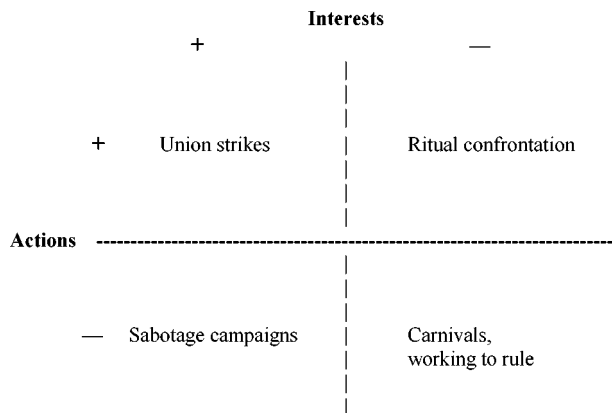 Interests
+ —
+ Union strikes Ritual confrontation
Actions
— Sabotage campaigns Carnivals,
working to rule